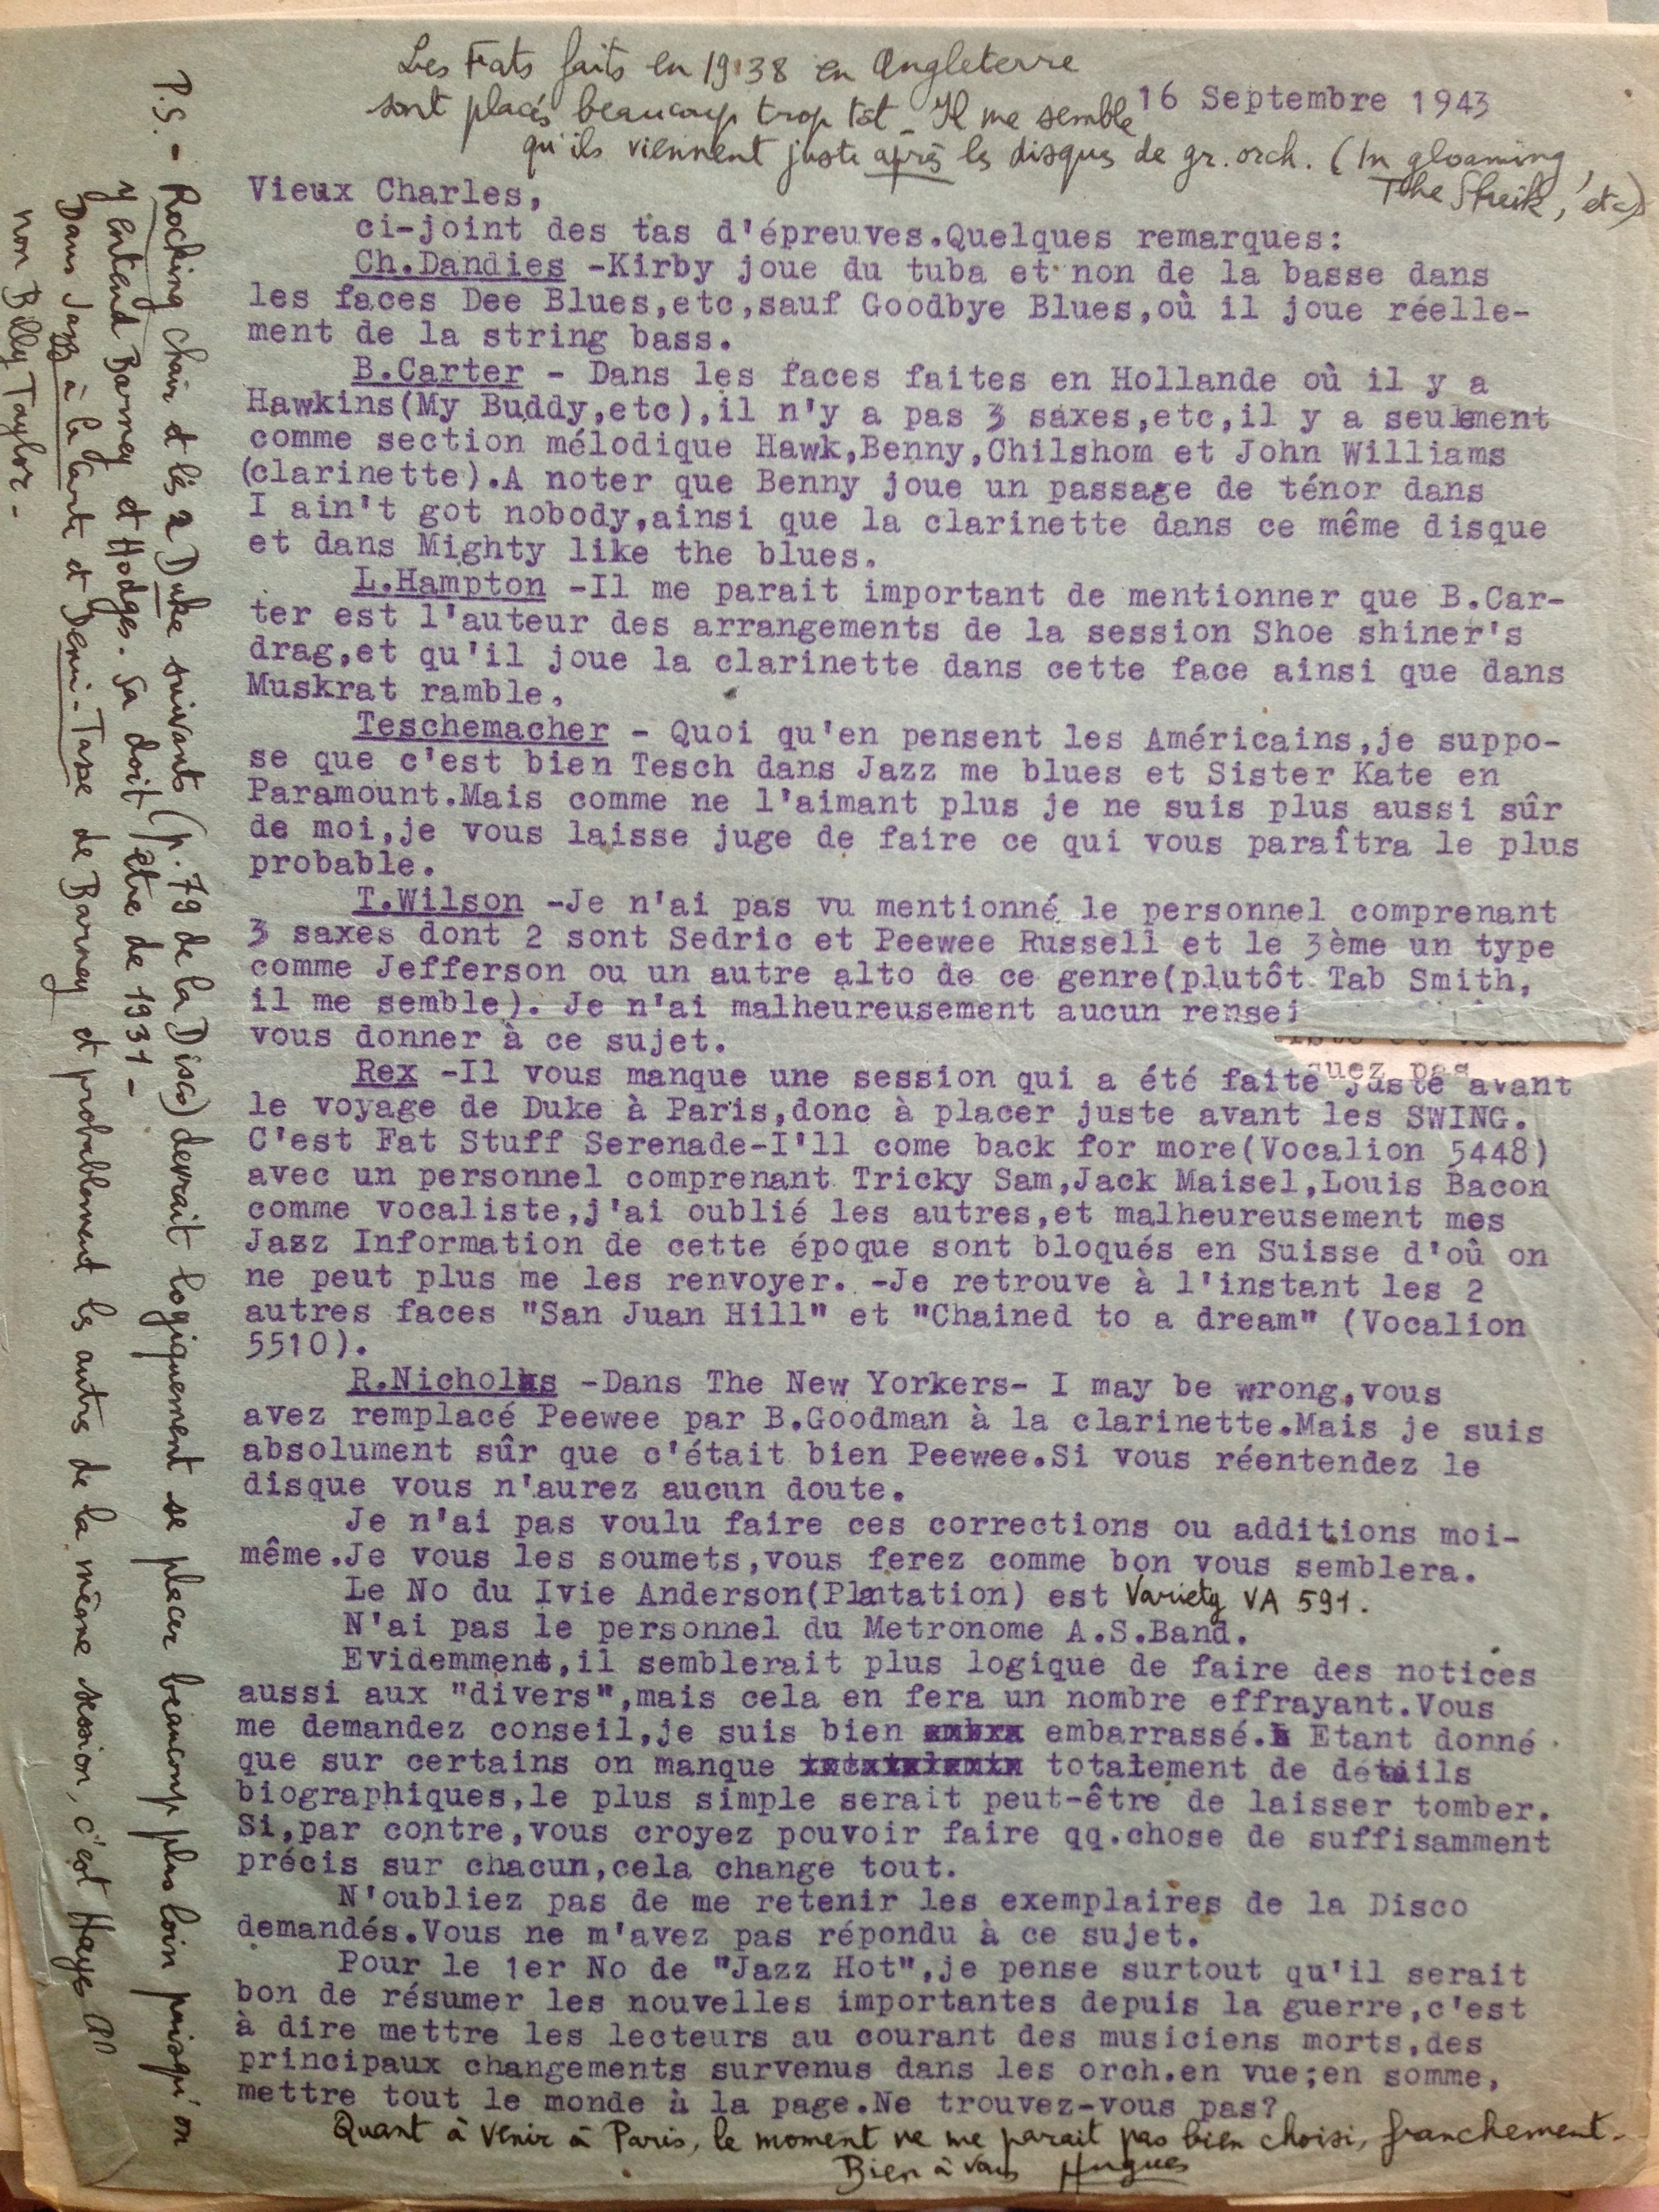 Les Fats faits en 1938 en Angleterre
sont placés beaucoup trop tôt - Il me semble
qu'ils viennent juste après les disques de gr. orch. (In gloaming,
The Sheik, etc)
16 Septembre 1943
Vieux Charles,
ci-joint des tas d'épreuves.Quelques remarques:
Ch.Dandies -Kirby joue du tuba et non de la basse dans
les faces Dee Blues,etc,sauf Goodbye Blues,où il joue réelle-
ment de la string bass.
B.Carter - Dans les faces faites en Hollande où il y a
Hawkins(My Buddy,etc),il n'y a pas 3 saxes,etc,il y a seulement
comme section mélodique Hawk,Benny,Chilshom et John Williams
(clarinette).A noter que Benny joue un passage de ténor dans
I ain't got nobody,ainsi que la clarinette dans ce même disque
et dans Mighty like the blues.
L.Hampton -Il me parait important de mentionner que B.Car-
ter est l'auteur des arrangements de la session Shoe shiner's
drag,et qu'il joue la clarinette dans cette face ainsi que dans
Muskrat ramble.
Teschemacher - Quoi qu'en pensent les Américains,je suppo-
se que c'est bien Tesch dans Jazz me blues et Sister Kate en
Paramount.Mais comme ne l'aimant plus je ne suis plus aussi sûr
de moi,je vous laisse juge de faire ce qui vous paraîtra le plus
probable.
T.Wilson -Je n'ai pas vu mentionné le personnel comprenant
3 saxes dont 2 sont Sedric et Peewee Russell et le 3ème un type
comme Jefferson ou un autre alto de ce genre(plutôt Tab Smith,
il me semble). Je n'ai malheureusement aucun rensei
vous donner à ce sujet.
quez pas
Rex -Il vous manque une session qui a été faite juste avant
le voyage de Duke à Paris,donc à placer juste avant les SWING.
C'est Fat Stuff Serenade-I'll come back for more(Vocalion 5448)
avec un personnel comprenant Tricky Sam,Jack Maisel,Louis Bacon
comme vocaliste,j'ai oublié les autres,et malheureusement mes
Jazz Information de cette époque sont bloqués en Suisse d'où on
ne peut plus me les renvoyer. -Je retrouve à l'instant les 2
autres faces "San Juan Hill" et "Chained to a dream" (Vocalion
5510).
R.Nichols -Dans The New Yorkers- I may be wrong,vous
avez remplacé Peewee par B.Goodman à la clarinette.Mais je suis
absolument sûr que c'était bien Peewee.Si vous réentendez le
disque vous n'aurez aucun doute.
Je n'ai pas voulu faire ces corrections ou additions moi-
même.Je vous les soumets,vous ferez comme bon vous semblera.
Le No du Ivie Anderson(Plantation) est Variety VA 591.
N'ai pas le personnel du Metronome A.S.Band.
Evidemment,il semblerait plus logique de faire des notices
aussi aux "divers",mais cela en fera un nombre effrayant.Vous
me demandez conseil,je suis bien embarrassé. Etant donné
que sur certains on manque totalement de détails
biographiques,le plus simple serait peut-être de laisser tomber.
Si,par contre,vous croyez pouvoir faire qq.chose de suffisamment
précis sur chacun,cela change tout.
N'oubliez pas de me retenir les exemplaires de la Disco
demandés.Vous ne m'avez pas répondu à ce sujet.
Pour le 1er No de "Jazz Hot",je pense surtout qu'il serait
bon de résumer les nouvelles importantes depuis la guerre,c'est
à dire mettre les lecteurs au courant des musiciens morts,des
principaux changements survenus dans les orch.en vue;en somme,
mettre tout le monde à la page.Ne trouvez-vous pas?
Quant à venir à Paris, le moment ne me parait pas bien choisi, franchement.
Bien à vous Hugues
P.S. - Rocking chair et les 2 Duke suivants (p. 79 de la Disco) devrait logiquement se placer beaucoup plus loin puisqu'on
y entend Barney et Hodges. Sa doit être de 1931 -
Dans Jazz à la Carte et Demi-Tasse de Barney et probablement les autres de la même session, c'est Hayes
non Billy Taylor -